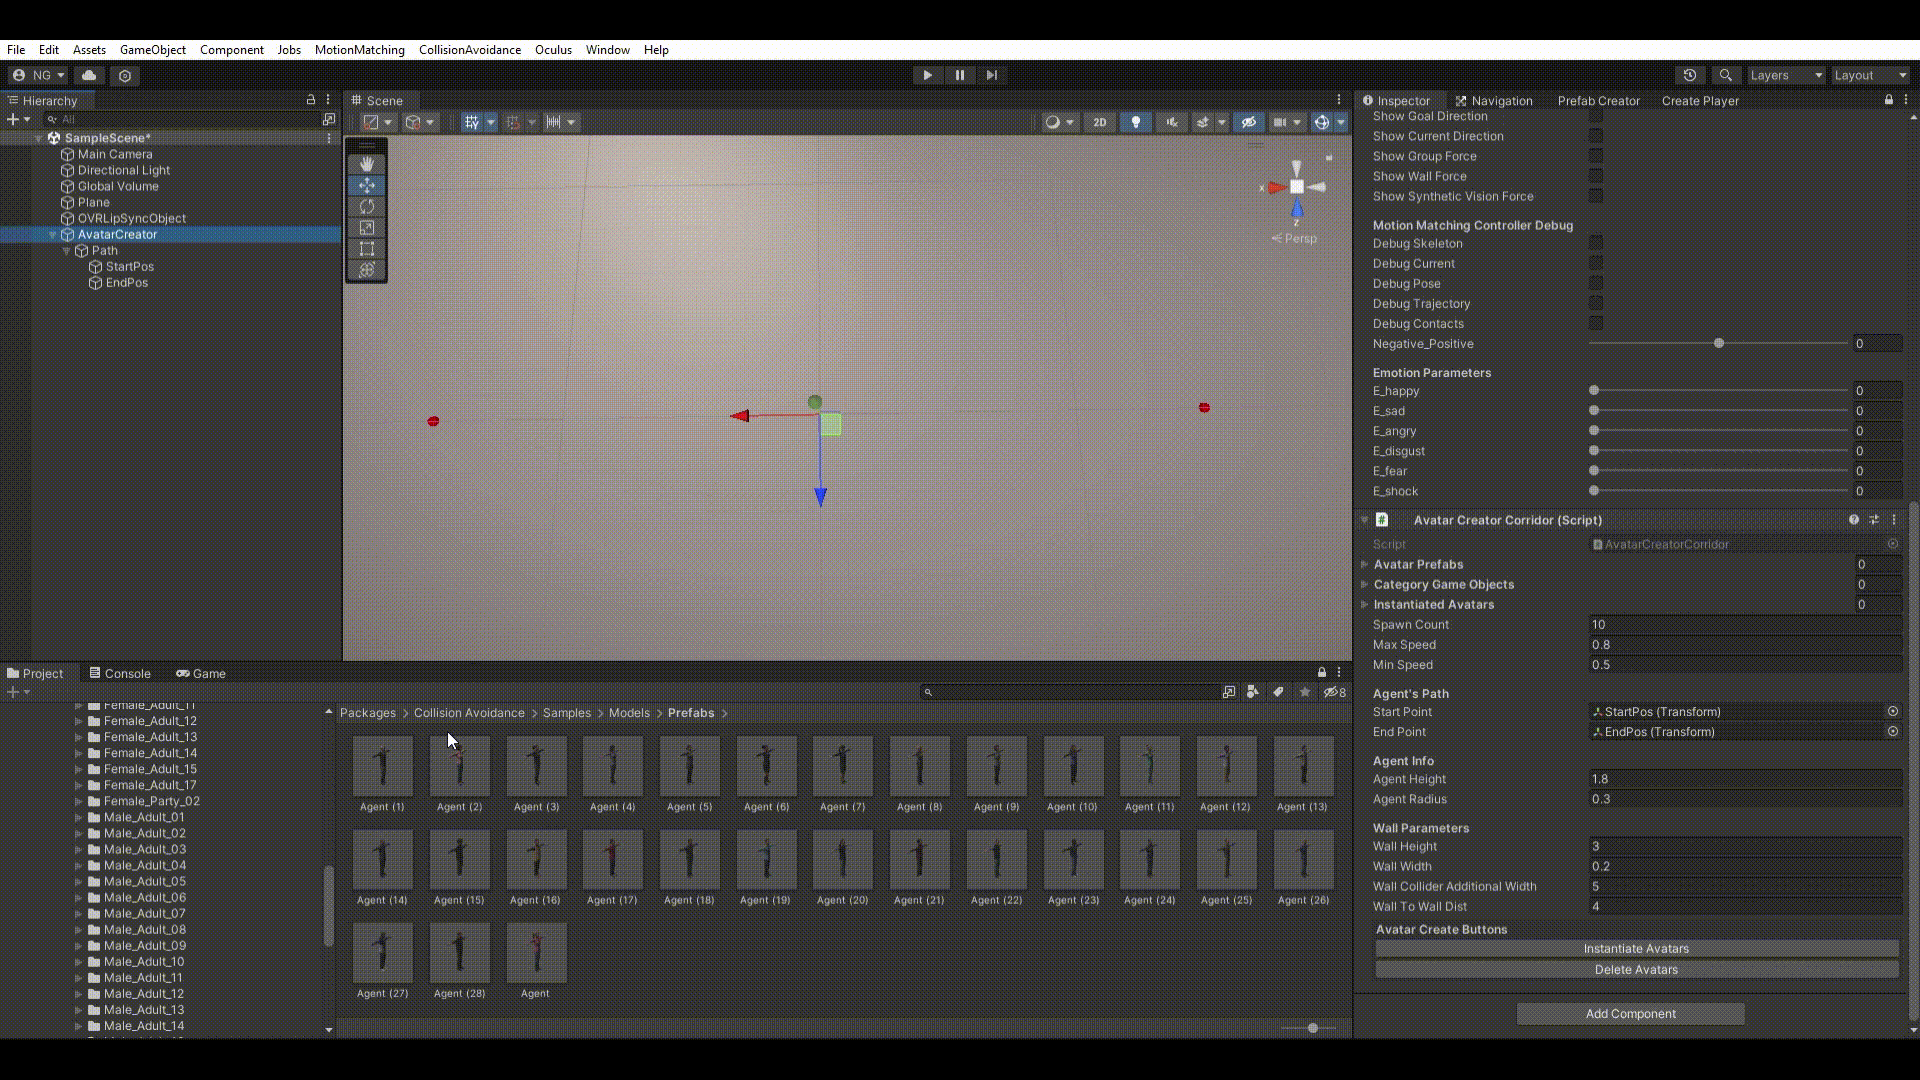 File Edit Assets GameObject Component Jobs MotionMatching CollisionAvoidance Oculus Window Help
NG Layers Layout
Hierarchy
All
SampleScene*
Main Camera
Directional Light
Global Volume
Plane
OVRLipSyncObject
AvatarCreator
Path
StartPos
EndPos
Scene
2D
x
z
Persp
Inspector Navigation Prefab Creator Create Player
Show Goal Direction
Show Current Direction
Show Group Force
Show Wall Force
Show Synthetic Vision Force
Motion Matching Controller Debug
Debug Skeleton
Debug Current
Debug Pose
Debug Trajectory
Debug Contacts
Negative_Positive 0
Emotion Parameters
E_happy 0
E_sad 0
E_angry 0
E_disgust 0
E_fear 0
E_shock 0
Avatar Creator Corridor (Script)
Script AvatarCreatorCorridor
Avatar Prefabs 0
Category Game Objects 0
Instantiated Avatars 0
Spawn Count 10
Max Speed 0.8
Min Speed 0.5
Agent's Path
Start Point StartPos (Transform)
End Point EndPos (Transform)
Agent Info
Agent Height 1.8
Agent Radius 0.3
Wall Parameters
Wall Height 3
Wall Width 0.2
Wall Collider Additional Width 5
Wall To Wall Dist 4
Avatar Create Buttons
Instantiate Avatars
Delete Avatars
Add Component
Project Console Game
8
Female_Adult_11
Female_Adult_12
Female_Adult_13
Female_Adult_14
Female_Adult_15
Female_Adult_17
Female_Party_02
Male_Adult_01
Male_Adult_02
Male_Adult_03
Male_Adult_04
Male_Adult_05
Male_Adult_06
Male_Adult_07
Male_Adult_08
Male_Adult_09
Male_Adult_10
Male_Adult_11
Male_Adult_12
Male_Adult_13
Male_Adult_14
Packages > Collision Avoidance > Samples > Models > Prefabs >
Agent (1) Agent (2) Agent (3) Agent (4) Agent (5) Agent (6) Agent (7) Agent (8) Agent (9) Agent (10) Agent (11) Agent (12) Agent (13)
Agent (14) Agent (15) Agent (16) Agent (17) Agent (18) Agent (19) Agent (20) Agent (21) Agent (22) Agent (23) Agent (24) Agent (25) Agent (26)
Agent (27) Agent (28) Agent